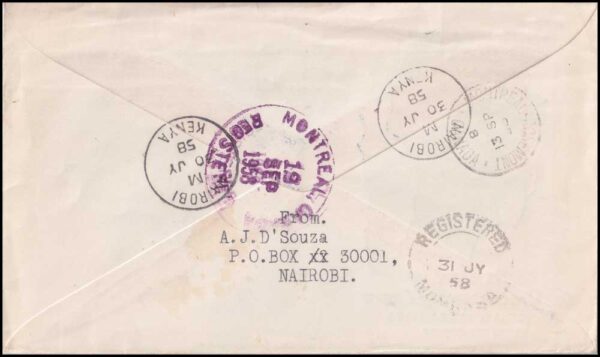 NAIROBI
M
30 JY
58
KENYA
NAIROBI
M
30 JY
58
KENYA
MONTREAL,
19
SEP
1958
REGISTERED
13 SP
REGISTERED
31 JY
58
From.
A.J.D'Souza
P.O.BOX 30001,
NAIROBI.